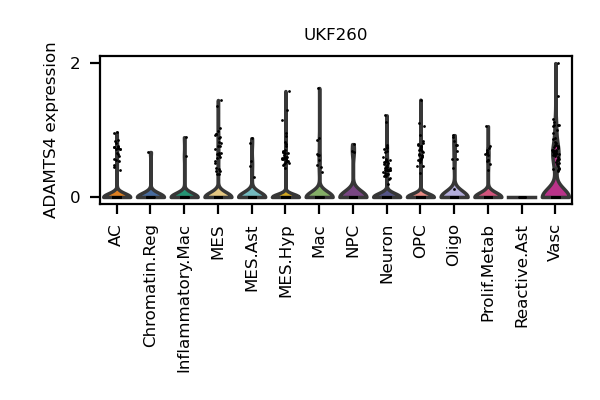 UKF260
ADAMTS4 expression
2
0
AC
Chromatin.Reg
Inflammatory.Mac
MES
MES.Ast
MES.Hyp
Mac
NPC
Neuron
OPC
Oligo
Prolif.Metab
Reactive.Ast
Vasc